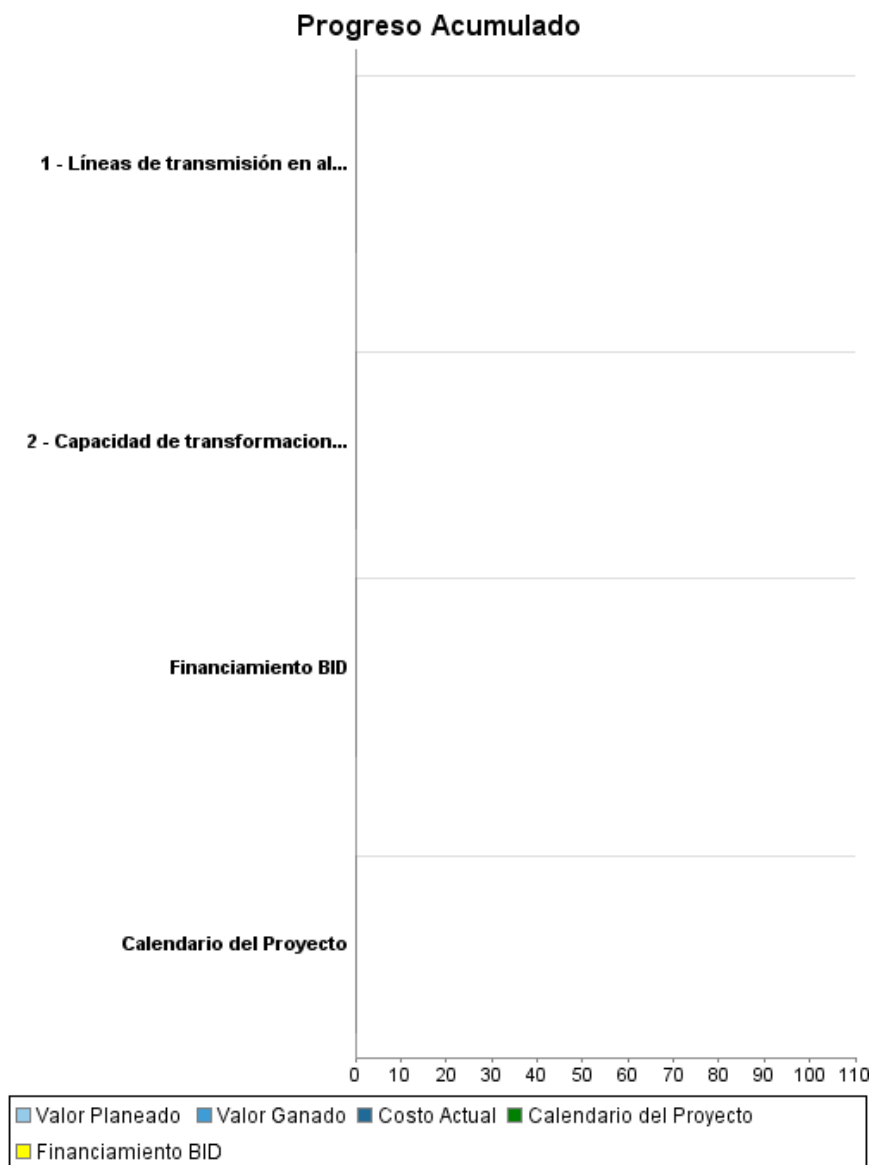 Progreso Acumulado
1 - Líneas de transmisión en al...
2 - Capacidad de transformacion...
Financiamiento BID
Calendario del Proyecto
0 10 20 30 40 50 60 70 80 90 100 110
Valor Planeado Valor Ganado Costo Actual Calendario del Proyecto
Financiamiento BID